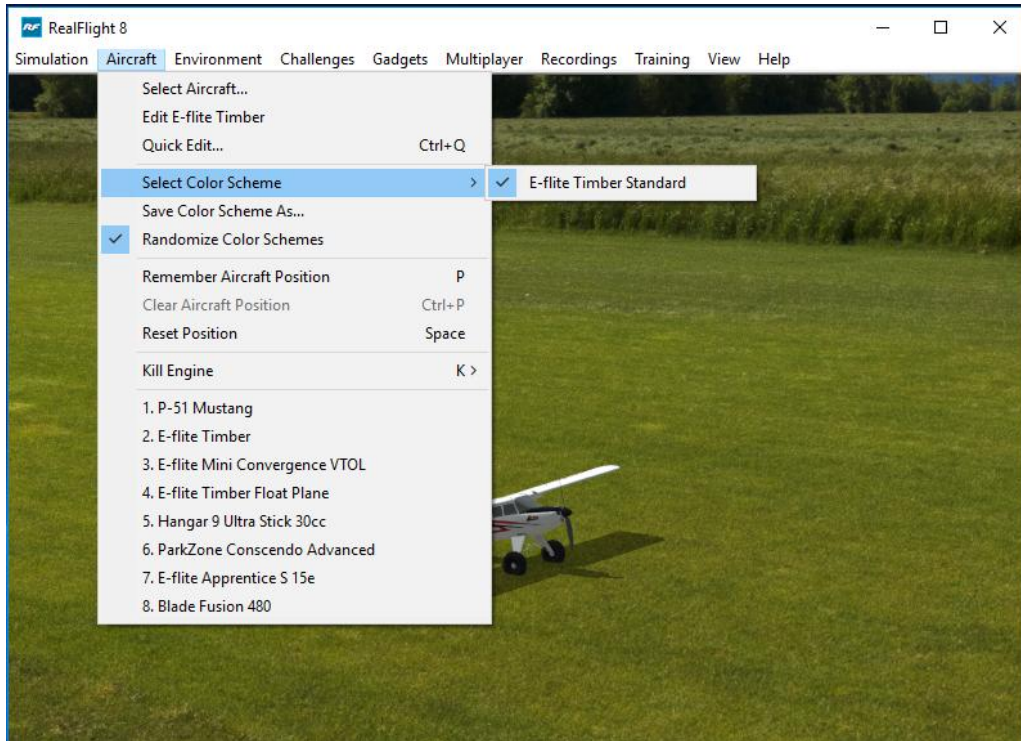 RF RealFlight 8
Simulation Aircraft Environment Challenges Gadgets Multiplayer Recordings Training View Help
Select Aircraft...
Edit E-flite Timber
Quick Edit... Ctrl+Q
Select Color Scheme > E-flite Timber Standard
Save Color Scheme As...
Randomize Color Schemes
Remember Aircraft Position P
Clear Aircraft Position Ctrl+P
Reset Position Space
Kill Engine K >
1. P-51 Mustang
2. E-flite Timber
3. E-flite Mini Convergence VTOL
4. E-flite Timber Float Plane
5. Hangar 9 Ultra Stick 30cc
6. ParkZone Conscendo Advanced
7. E-flite Apprentice S 15e
8. Blade Fusion 480